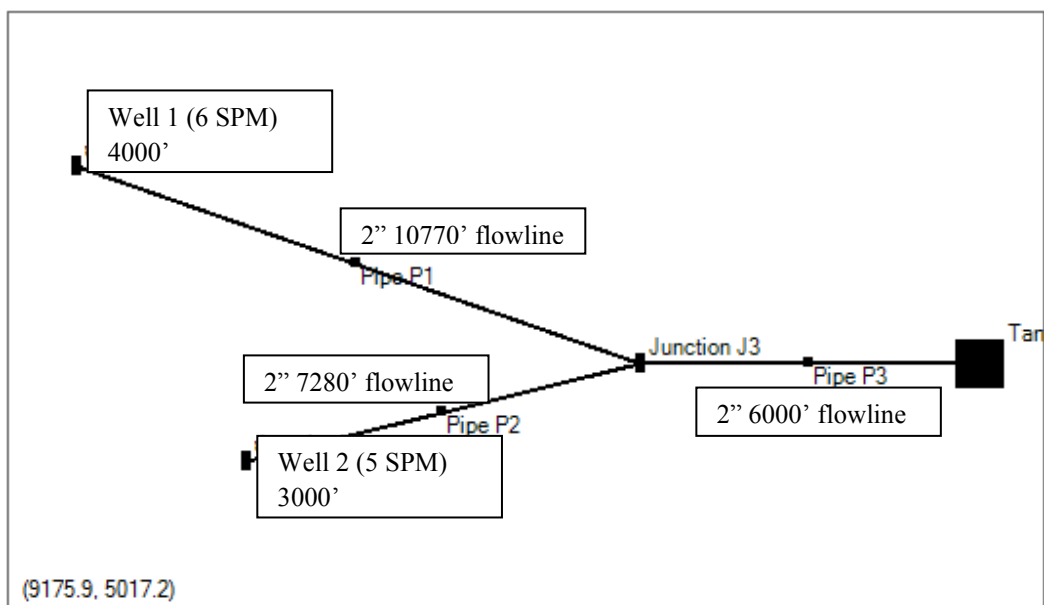 Well 1 (6 SPM)
4000’
2” 10770’ flowline
Pipe P1
Junction J3
Tan
2” 7280’ flowline
Pipe P2
Pipe P3
2” 6000’ flowline
Well 2 (5 SPM)
3000’
(9175.9, 5017.2)